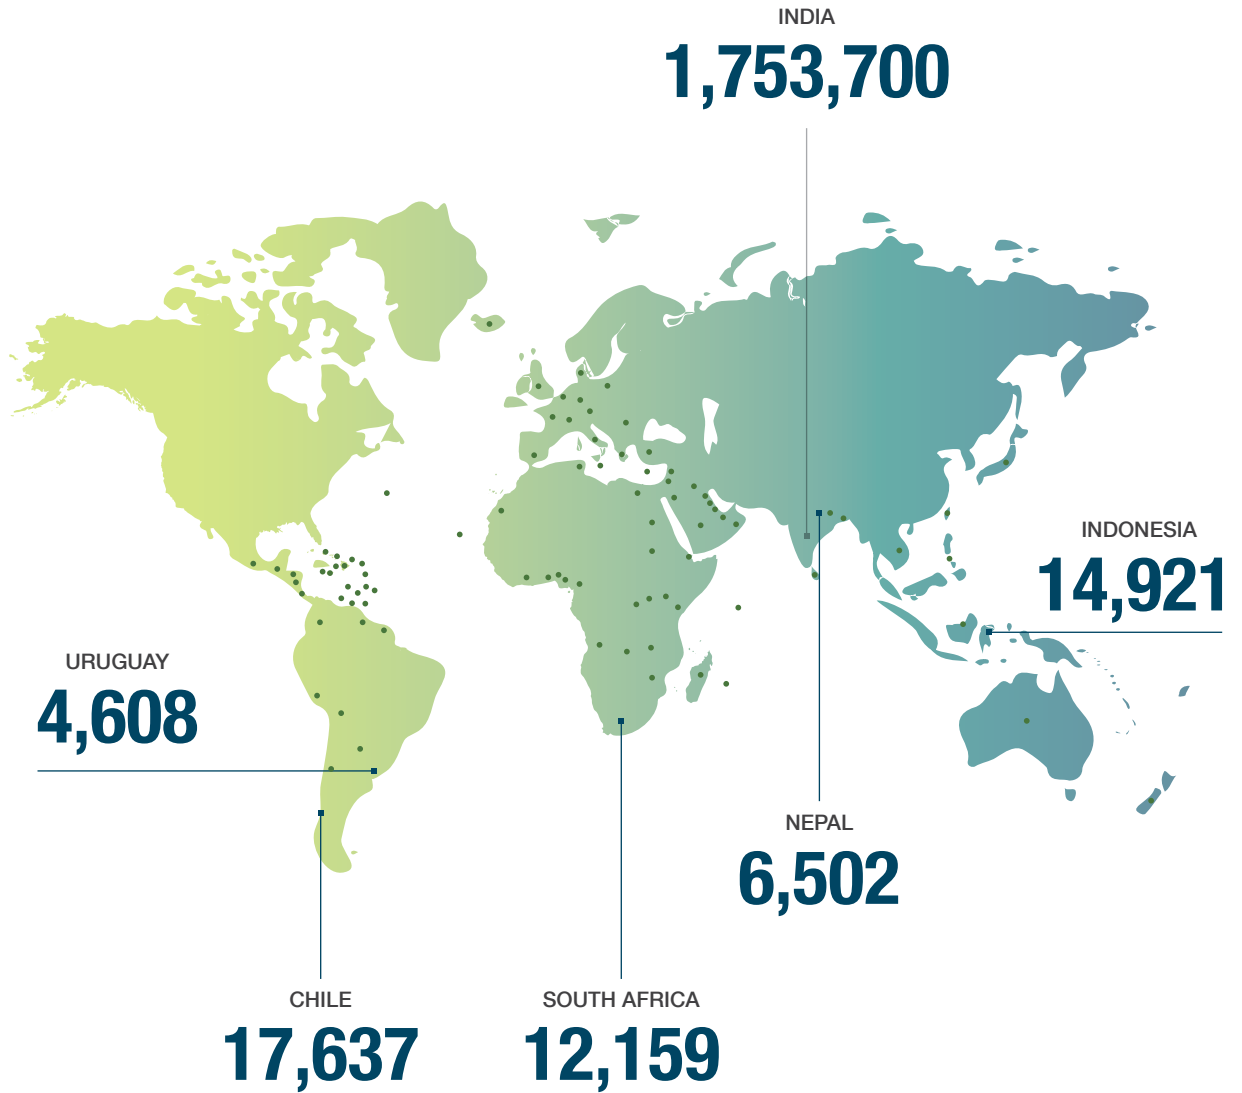 INDIA
1,753,700
INDONESIA
14,921
URUGUAY
4,608
NEPAL
6,502
CHILE
17,637
SOUTH AFRICA
12,159